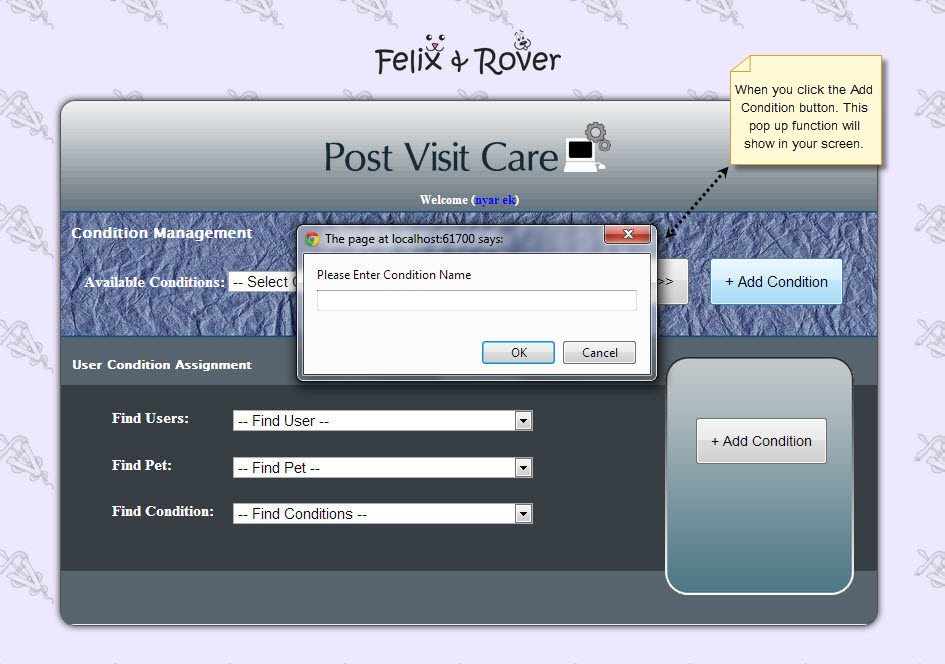 Felix & Rover
When you click the Add
Condition button. This
pop up function will
show in your screen.
Post Visit Care
Welcome (nyar ek)
Condition Management
The page at localhost:61700 says:
Please Enter Condition Name
Available Conditions: -- Select
>>
+ Add Condition
OK Cancel
User Condition Assignment
Find Users: -- Find User --
+ Add Condition
Find Pet: -- Find Pet --
Find Condition: -- Find Conditions --